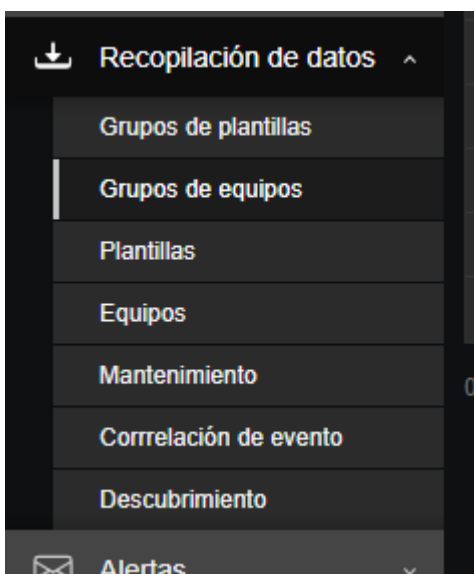 Recopilación de datos
Grupos de plantillas
Grupos de equipos
Plantillas
Equipos
Mantenimiento
Corrrelación de evento
Descubrimiento
Alertas